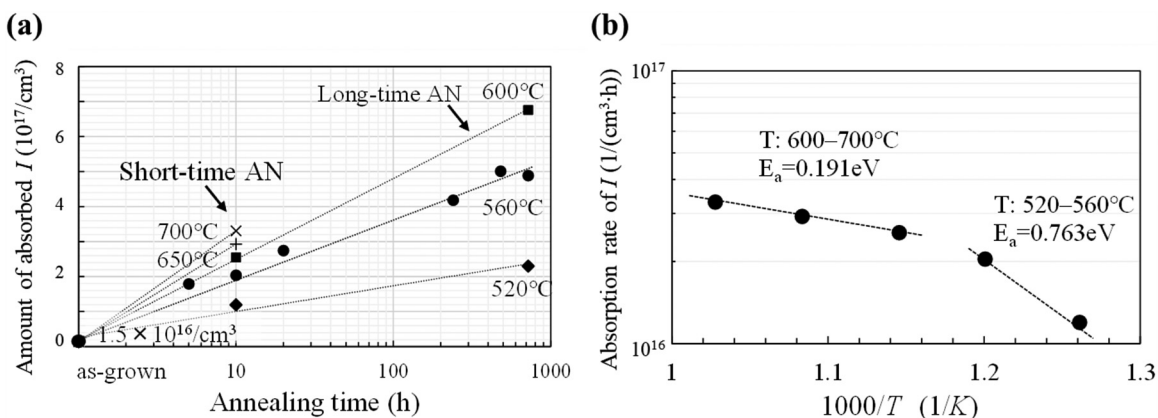 (a)
Amount of absorbed I (10¹⁷/cm³)
8
6
4
2
0
Long-time AN
600℃
Short-time AN
700℃
650℃
560℃
520℃
1.5 × 10¹⁶/cm³
as-grown
10
100
1000
Annealing time (h)
(b)
Absorption rate of I (1/(cm³·h))
10¹⁷
10¹⁶
T: 600–700℃
Eₐ=0.191eV
T: 520–560℃
Eₐ=0.763eV
1
1.1
1.2
1.3
1000/T (1/K)